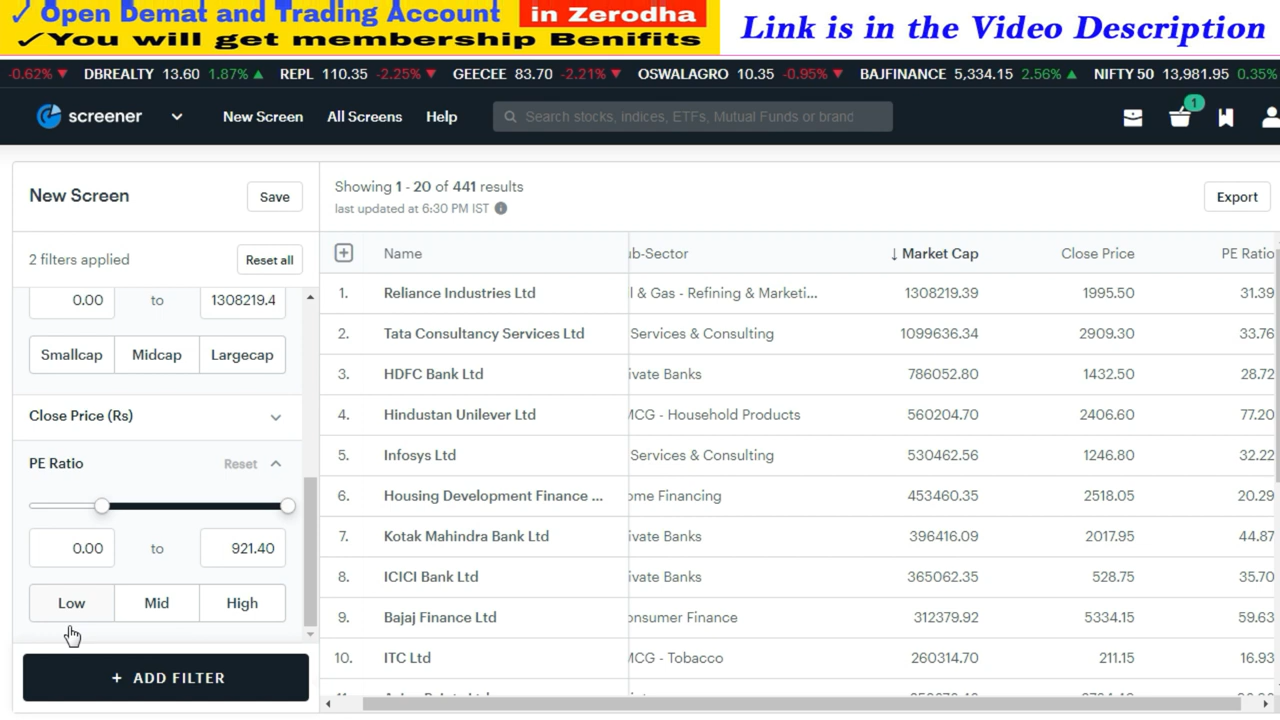 ✓ Open Demat and Trading Account in Zerodha
✓You will get membership Benifits
Link is in the Video Description
-0.62% ▼ DBREALTY 13.60 1.87% ▲ REPL 110.35 -2.25% ▼ GEECEE 83.70 -2.21% ▼ OSWALAGRO 10.35 -0.95% ▼ BAJFINANCE 5,334.15 2.56% ▲ NIFTY 50 13,981.95 0.35%
screener New Screen All Screens Help Search stocks, indices, ETFs, Mutual Funds or brand 1
New Screen Save
2 filters applied Reset all
0.00 to 1308219.4
Smallcap Midcap Largecap
Close Price (Rs)
PE Ratio Reset
0.00 to 921.40
Low Mid High
+ ADD FILTER
Showing 1 - 20 of 441 results
last updated at 6:30 PM IST
Export
Name ub-Sector ↓ Market Cap Close Price PE Ratio
1. Reliance Industries Ltd l & Gas - Refining & Marketi... 1308219.39 1995.50 31.39
2. Tata Consultancy Services Ltd Services & Consulting 1099636.34 2909.30 33.76
3. HDFC Bank Ltd ivate Banks 786052.80 1432.50 28.72
4. Hindustan Unilever Ltd MCG - Household Products 560204.70 2406.60 77.20
5. Infosys Ltd Services & Consulting 530462.56 1246.80 32.22
6. Housing Development Finance ... ome Financing 453460.35 2518.05 20.29
7. Kotak Mahindra Bank Ltd ivate Banks 396416.09 2017.95 44.87
8. ICICI Bank Ltd ivate Banks 365062.35 528.75 35.70
9. Bajaj Finance Ltd onsumer Finance 312379.92 5334.15 59.63
10. ITC Ltd MCG - Tobacco 260314.70 211.15 16.93